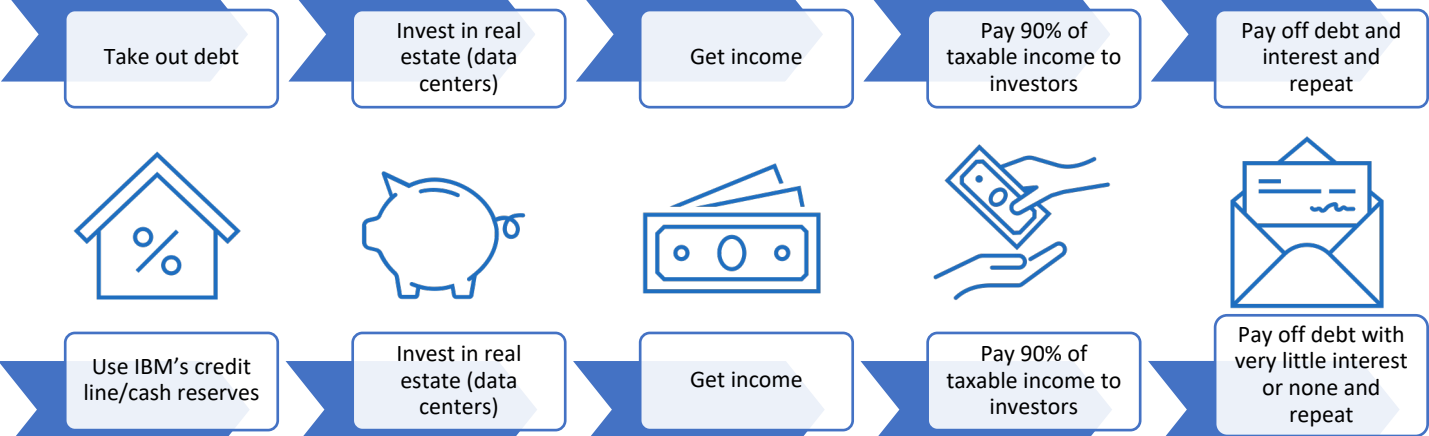 Take out debt
Invest in real
estate (data
centers)
Get income
Pay 90% of
taxable income to
investors
Pay off debt and
interest and
repeat
%
Use IBM’s credit
line/cash reserves
Invest in real
estate (data
centers)
Get income
Pay 90% of
taxable income to
investors
Pay off debt with
very little interest
or none and
repeat